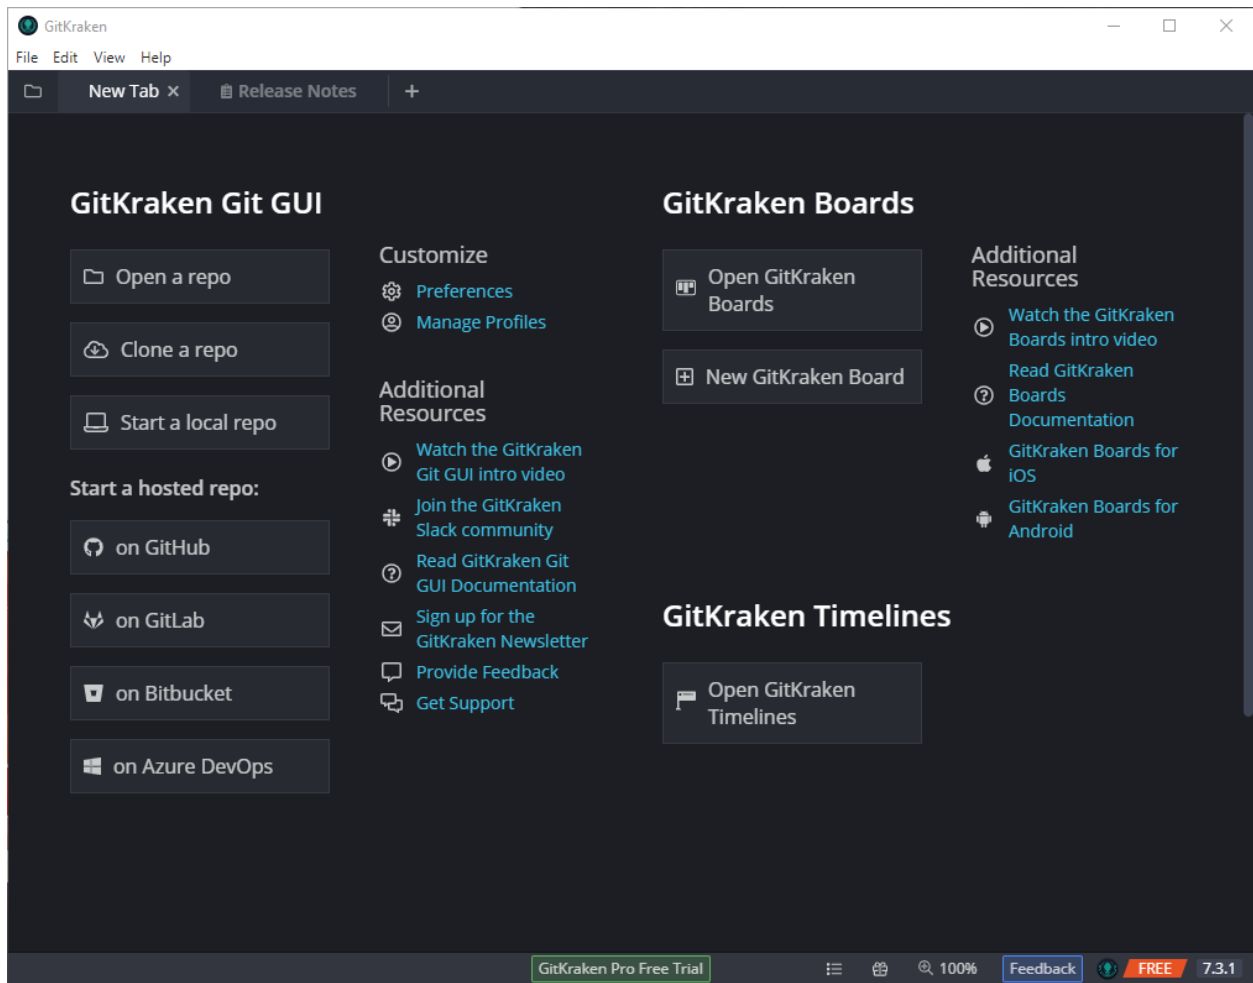 GitKraken
File Edit View Help
New Tab
Release Notes
GitKraken Git GUI
Open a repo
Clone a repo
Start a local repo
Start a hosted repo:
on GitHub
on GitLab
on Bitbucket
on Azure DevOps
Customize
Preferences
Manage Profiles
Additional
Resources
Watch the GitKraken
Git GUI intro video
Join the GitKraken
Slack community
Read GitKraken Git
GUI Documentation
Sign up for the
GitKraken Newsletter
Provide Feedback
Get Support
GitKraken Boards
Open GitKraken
Boards
New GitKraken Board
Additional
Resources
Watch the GitKraken
Boards intro video
Read GitKraken
Boards
Documentation
GitKraken Boards for
iOS
GitKraken Boards for
Android
GitKraken Timelines
Open GitKraken
Timelines
GitKraken Pro Free Trial
100%
Feedback
FREE
7.3.1